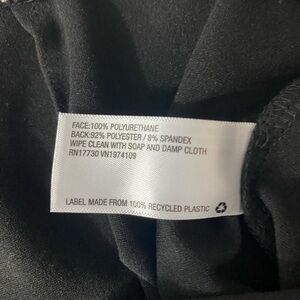 FACE:100% POLYURETHANE
BACK:92% POLYESTER / 8% SPANDEX
WIPE CLEAN WITH SOAP AND DAMP CLOTH
RN17730 VN1974109
LABEL MADE FROM 100% RECYCLED PLASTIC